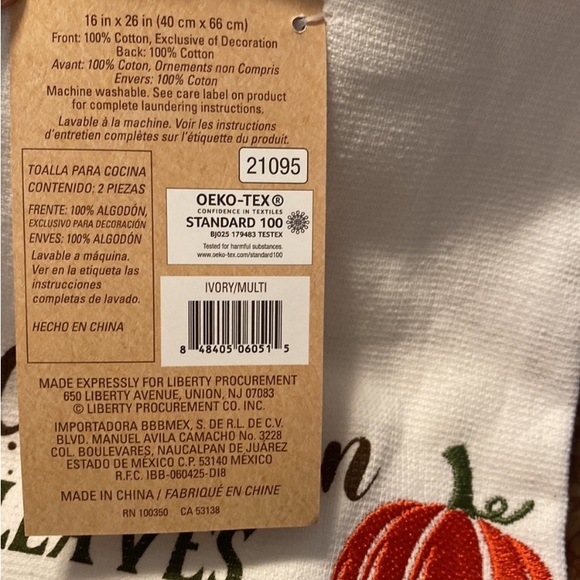 16 in x 26 in (40 cm x 66 cm)
Front: 100% Cotton, Exclusive of Decoration
Back: 100% Cotton
Avant: 100% Coton, Ornements non Compris
Envers: 100% Coton
Machine washable. See care label on product
for complete laundering instructions.
Lavable à la machine. Voir les instructions
d'entretien complètes sur l'étiquette du produit.
21095
TOALLA PARA COCINA
CONTENIDO: 2 PIEZAS
FRENTE: 100% ALGODÓN,
EXCLUSIVO PARA DECORACIÓN
ENVES: 100% ALGODÓN
Lavable a máquina.
Ver en la etiqueta las
instrucciones
completas de lavado.
HECHO EN CHINA
OEKO-TEX®
CONFIDENCE IN TEXTILES
STANDARD 100
BJ025 179483 TESTEX
Tested for harmful substances.
www.oeko-tex.com/standard100
IVORY/MULTI
8 48405 06051 5
MADE EXPRESSLY FOR LIBERTY PROCUREMENT
650 LIBERTY AVENUE, UNION, NJ 07083
© LIBERTY PROCUREMENT CO. INC.
IMPORTADORA BBBMEX, S. DE R.L. DE C.V.
BLVD. MANUEL AVILA CAMACHO No. 3228
COL. BOULEVARES, NAUCALPAN DE JUÁREZ
ESTADO DE MÉXICO C.P. 53140 MÉXICO
R.F.C. IBB-060425-DI8
MADE IN CHINA / FABRIQUÉ EN CHINE
RN 100350 CA 53138
LEAVES